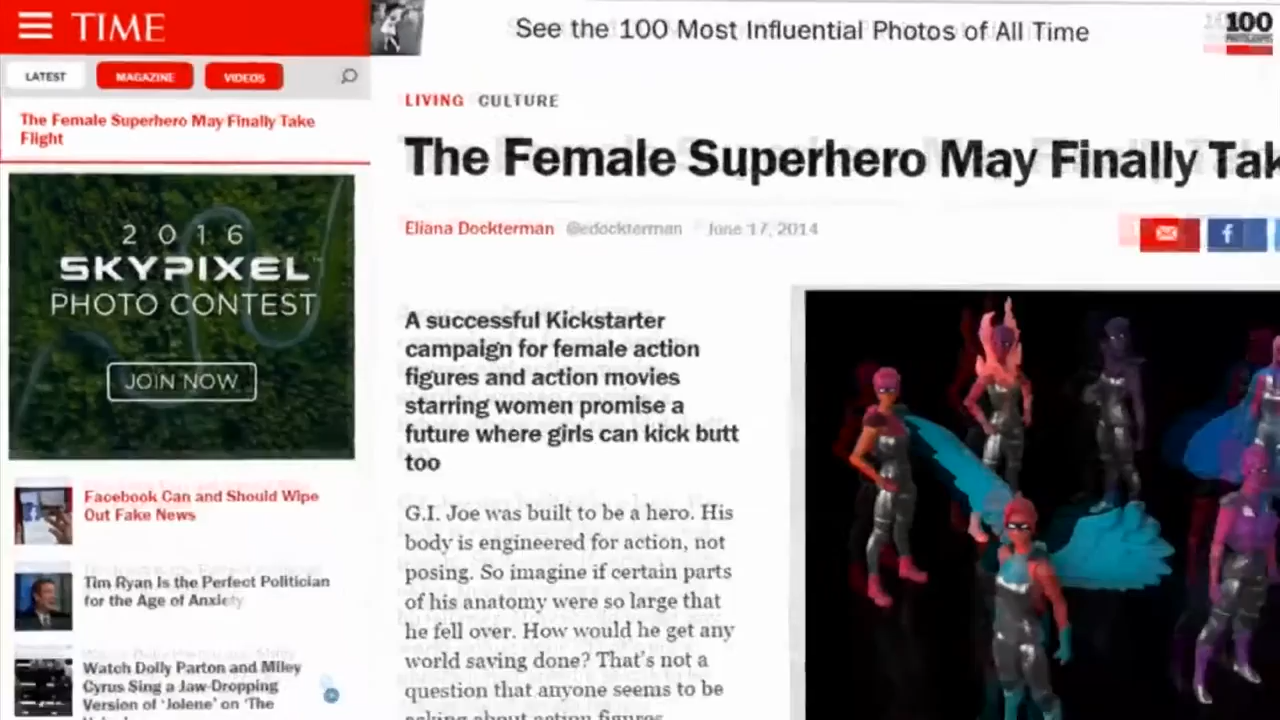 TIME
See the 100 Most Influential Photos of All Time
100
LATEST
MAGAZINE
VIDEOS
The Female Superhero May Finally Take
Flight
2016
SKYPIXEL
PHOTO CONTEST
JOIN NOW
Facebook Can and Should Wipe
Out Fake News
Tim Ryan Is the Perfect Politician
for the Age of Anxiety
Watch Dolly Parton and Miley
Cyrus Sing a Jaw-Dropping
Version of ‘Jolene’ on ‘The
LIVING CULTURE
The Female Superhero May Finally Tak
Eliana Dockterman @edockterman June 17, 2014
A successful Kickstarter
campaign for female action
figures and action movies
starring women promise a
future where girls can kick butt
too
G.I. Joe was built to be a hero. His
body is engineered for action, not
posing. So imagine if certain parts
of his anatomy were so large that
he fell over. How would he get any
world saving done? That’s not a
question that anyone seems to be
asking about action figures